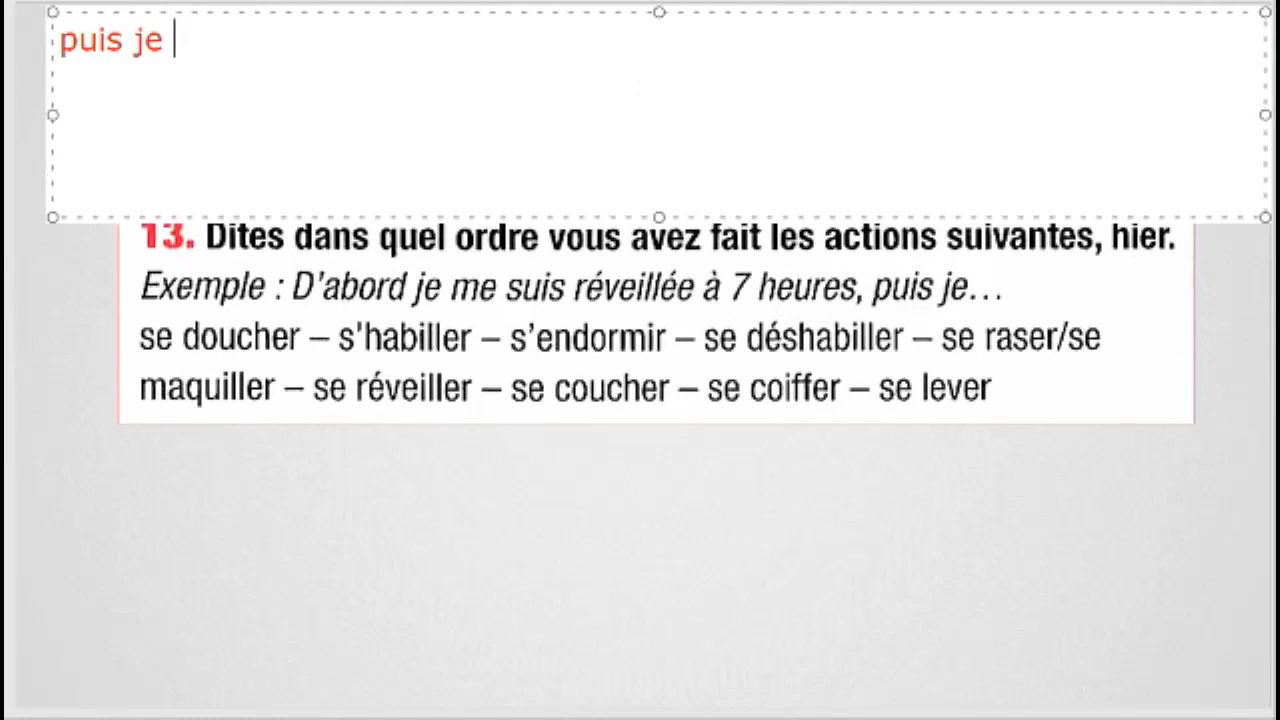 puis je
13. Dites dans quel ordre vous avez fait les actions suivantes, hier.
Exemple : D'abord je me suis réveillée à 7 heures, puis je…
se doucher – s'habiller – s’endormir – se déshabiller – se raser/se
maquiller – se réveiller – se coucher – se coiffer – se lever